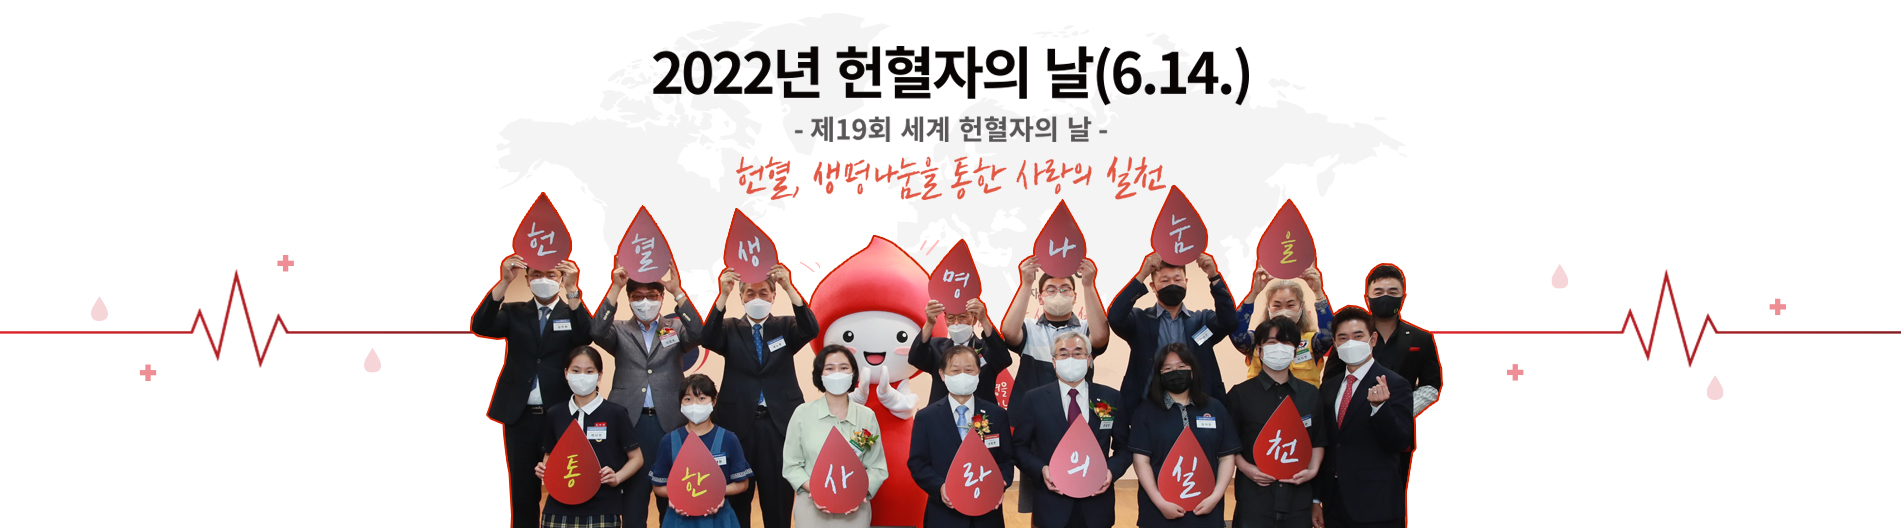 2022년 헌혈자의 날(6.14.)
- 제19회 세계 헌혈자의 날 -
헌혈, 생명나눔을 통한 사랑의 실천
헌 혈 생 명 나 눔 을
통 한 사 랑 의 실 천